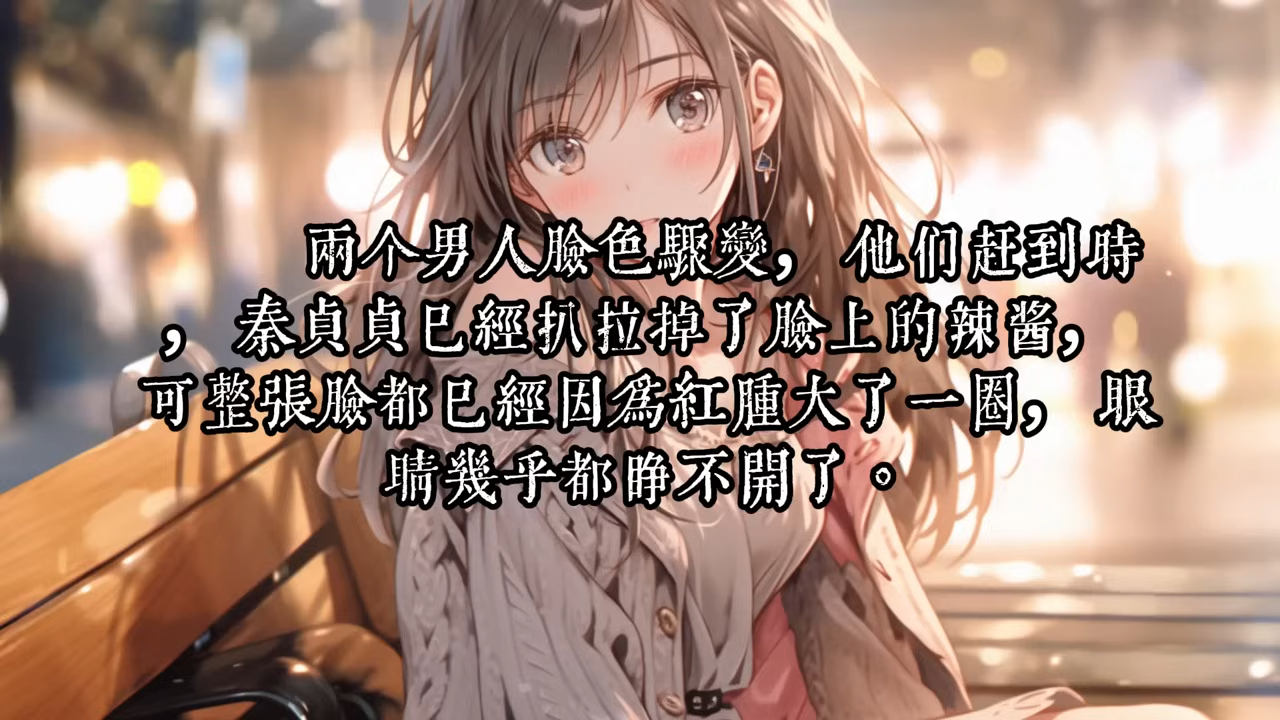 兩个男人臉色驟變, 他们赶到時
, 秦貞貞已經扒拉掉了臉上的辣酱,
可整張臉都已經因爲紅腫大了一圈, 眼
睛幾乎都睁不開了。